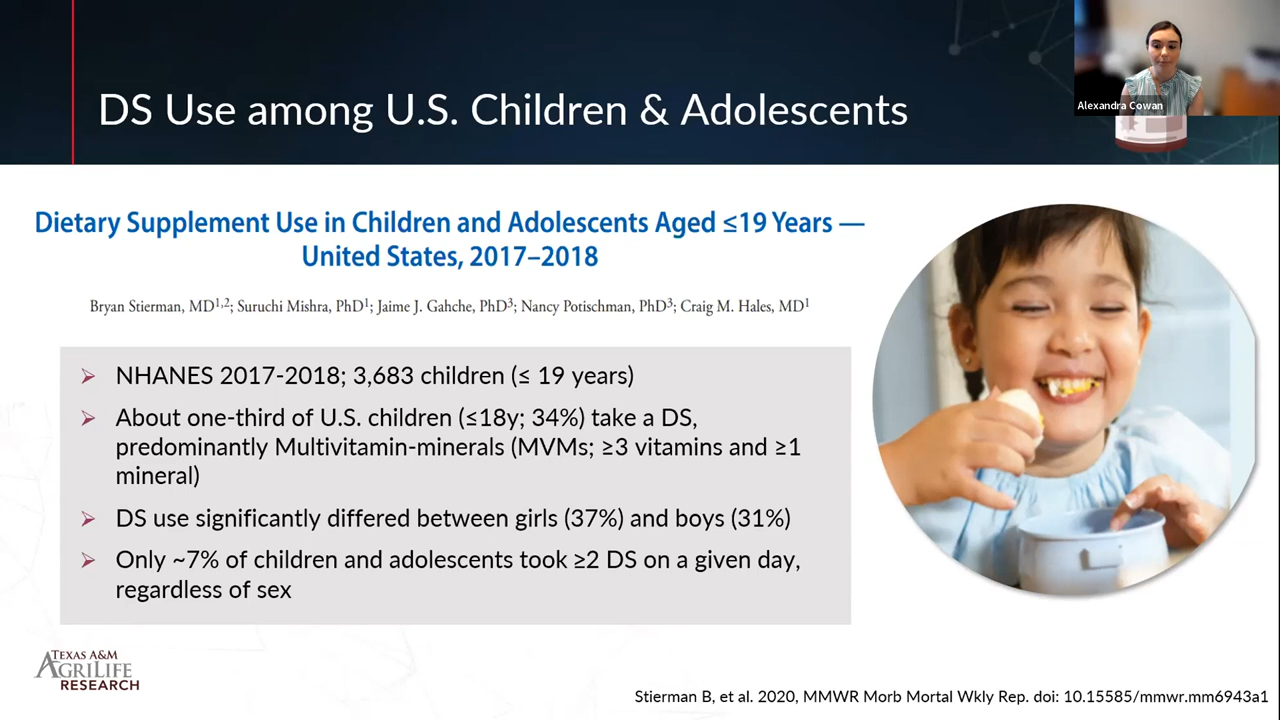 Alexandra Cowan
DS Use among U.S. Children & Adolescents
Dietary Supplement Use in Children and Adolescents Aged ≤19 Years —
United States, 2017–2018
Bryan Stierman, MD1,2; Suruchi Mishra, PhD1; Jaime J. Gahche, PhD3; Nancy Potischman, PhD3; Craig M. Hales, MD1
➢ NHANES 2017-2018; 3,683 children (≤ 19 years)
➢ About one-third of U.S. children (≤18y; 34%) take a DS,
predominantly Multivitamin-minerals (MVMs; ≥3 vitamins and ≥1
mineral)
➢ DS use significantly differed between girls (37%) and boys (31%)
➢ Only ~7% of children and adolescents took ≥2 DS on a given day,
regardless of sex
TEXAS A&M
AGRILIFE
RESEARCH
Stierman B, et al. 2020, MMWR Morb Mortal Wkly Rep. doi: 10.15585/mmwr.mm6943a1